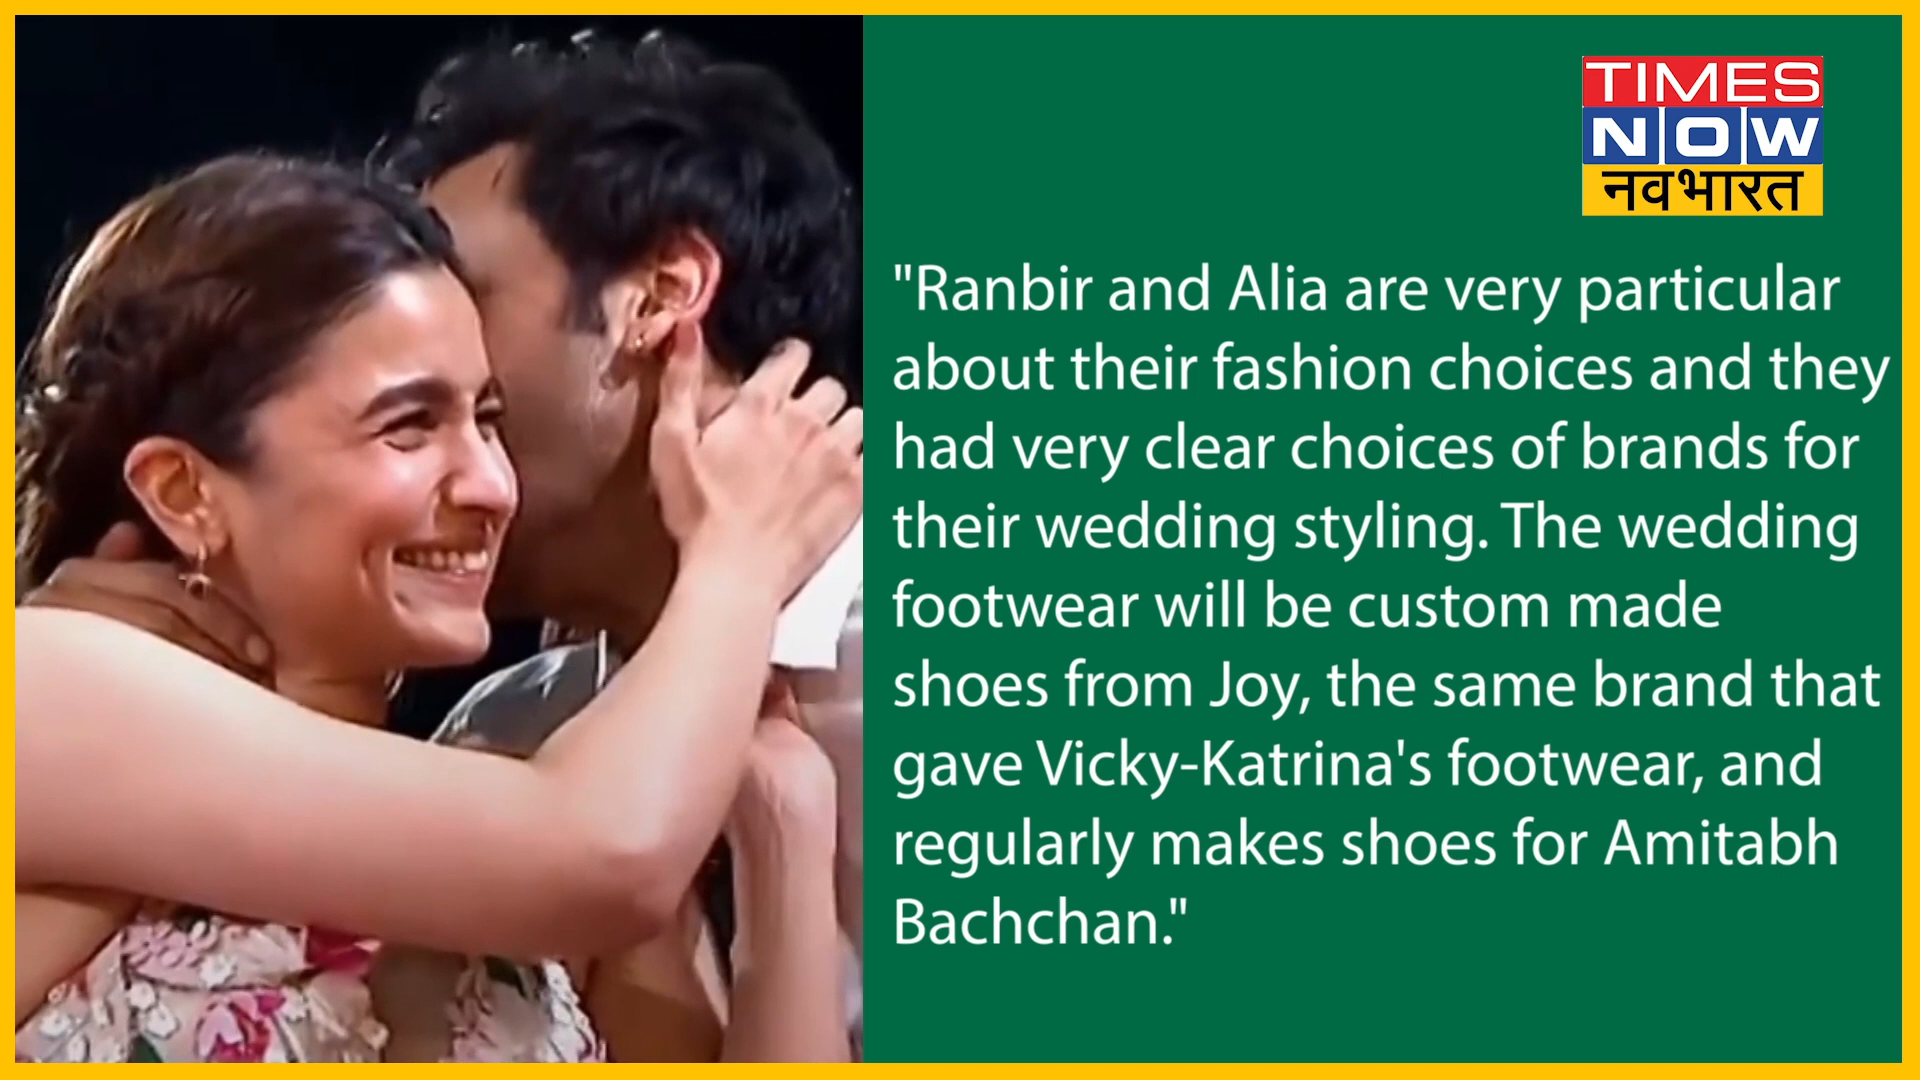 TIMES
NOW
नवभारत
"Ranbir and Alia are very particular
about their fashion choices and they
had very clear choices of brands for
their wedding styling. The wedding
footwear will be custom made
shoes from Joy, the same brand that
gave Vicky-Katrina's footwear, and
regularly makes shoes for Amitabh
Bachchan."